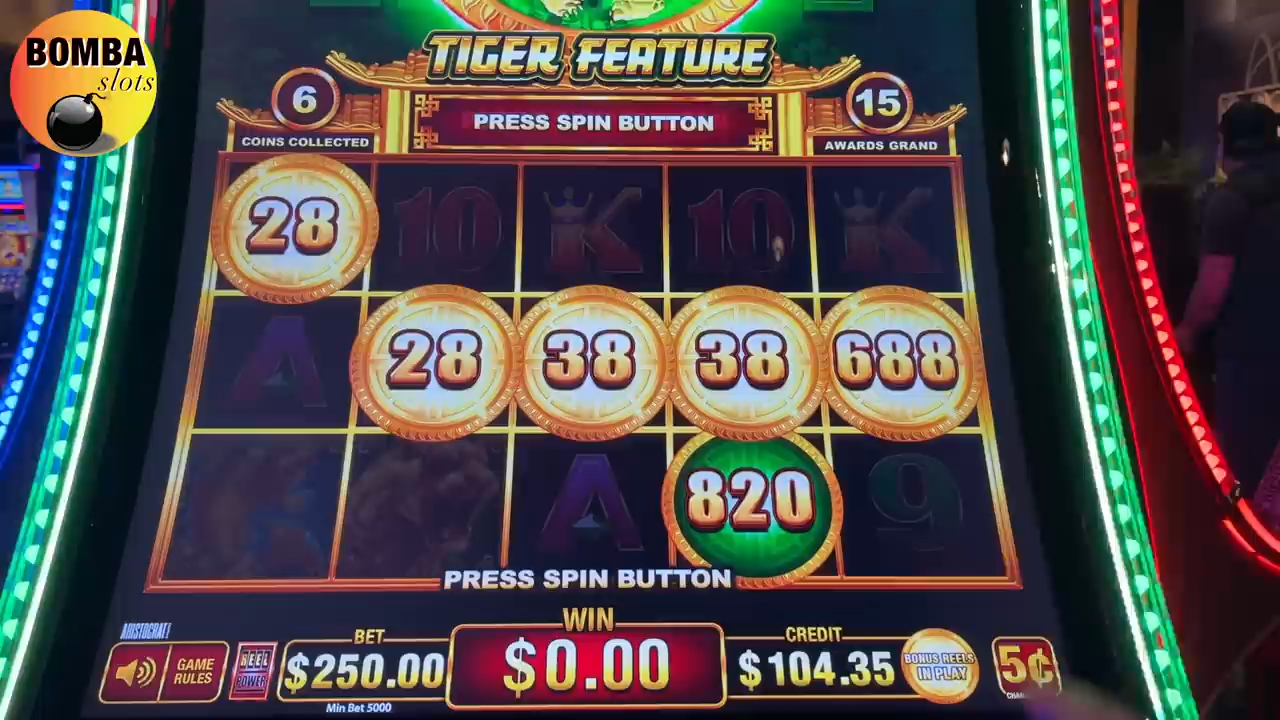 BOMBA
slots
TIGER FEATURE
6
15
PRESS SPIN BUTTON
COINS COLLECTED
AWARDS GRAND
28 10 K 10 K
A 28 38 38 688
A 820 9
PRESS SPIN BUTTON
ARISTOCRAT
GAME
RULES
REEL
POWER
BET
$250.00
Min Bet 5000
WIN
$0.00
CREDIT
$104.35
BONUS REELS
IN PLAY
5¢